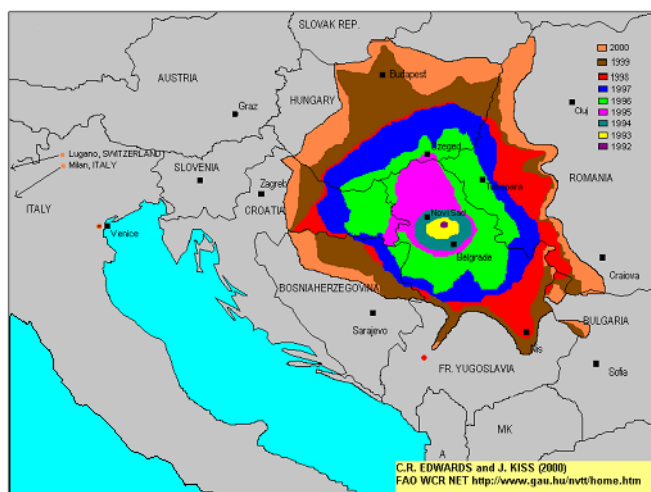 SLOVAK REP.
2000
1999
1998
1997
1996
1995
1994
1993
1992
AUSTRIA
Budapest
HUNGARY
Graz
Cluj
Lugano, SWITZERLAND
Milan, ITALY
SLOVENIA
Szeged
ROMANIA
Zagreb
ITALY
CROATIA
Novi Sad
Venice
Belgrade
Craiova
BOSNIAHERZEGOVINA
Sarajevo
BULGARIA
Nis
FR. YUGOSLAVIA
Sofia
MK
A
C.R. EDWARDS and J. KISS (2000)
FAO WCR NET http://www.gau.hu/nvtt/home.htm